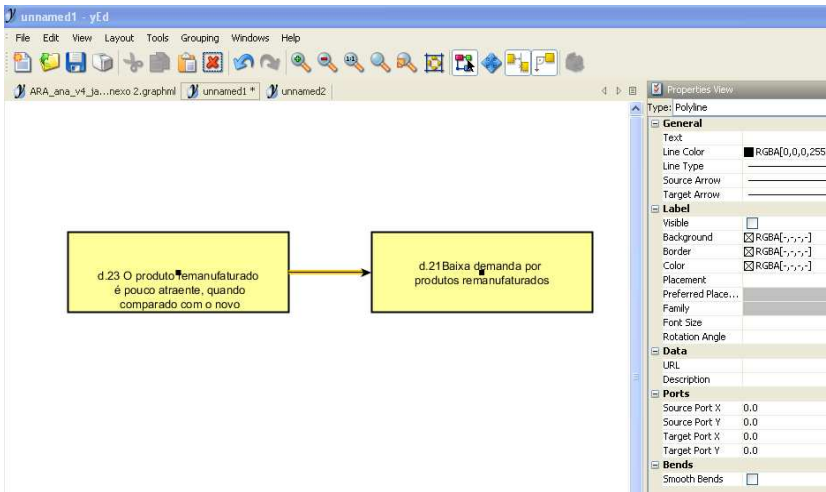 unnamed1 - yEd
File Edit View Layout Tools Grouping Windows Help
ARA_ana_v4_ja...nexo 2.graphml unnamed1 * unnamed2
Properties View
Type: Polyline
General
Text
Line Color RGBA[0,0,0,255
Line Type
Source Arrow
Target Arrow
Label
Visible
Background RGBA[-,-,-,-]
Border RGBA[-,-,-,-]
Color RGBA[-,-,-,-]
Placement
Preferred Place...
Family
Font Size
Rotation Angle
Data
URL
Description
Ports
Source Port X 0.0
Source Port Y 0.0
Target Port X 0.0
Target Port Y 0.0
Bends
Smooth Bends
d.23 O produto remanufaturado
é pouco atraente, quando
comparado com o novo
d.21Baixa demanda por
produtos remanufaturados